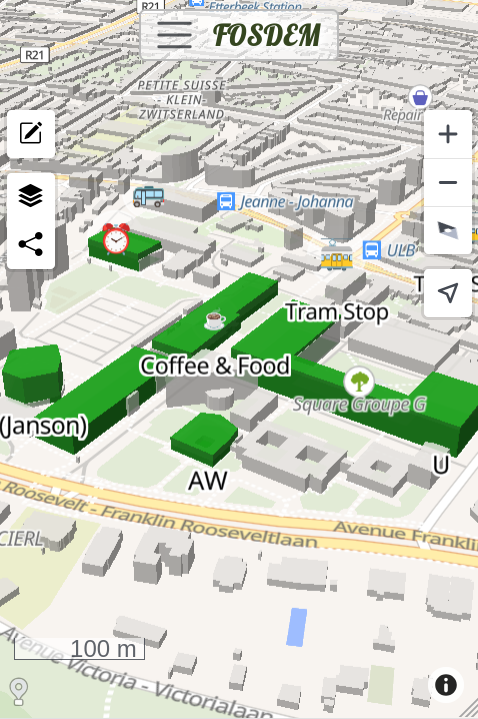 R21
Etterbeek Station
FOSDEM
R21
PETITE SUISSE
- KLEIN
ZWITSERLAND
Repair
Jeanne - Johanna
ULB
Tram Stop
Coffee & Food
Square Groupe G
(Janson)
U
AW
Roosevelt - Franklin Rooseveltlaan
Avenue Franklin
CIERL
100 m
Avenue Victoria - Victorialaan